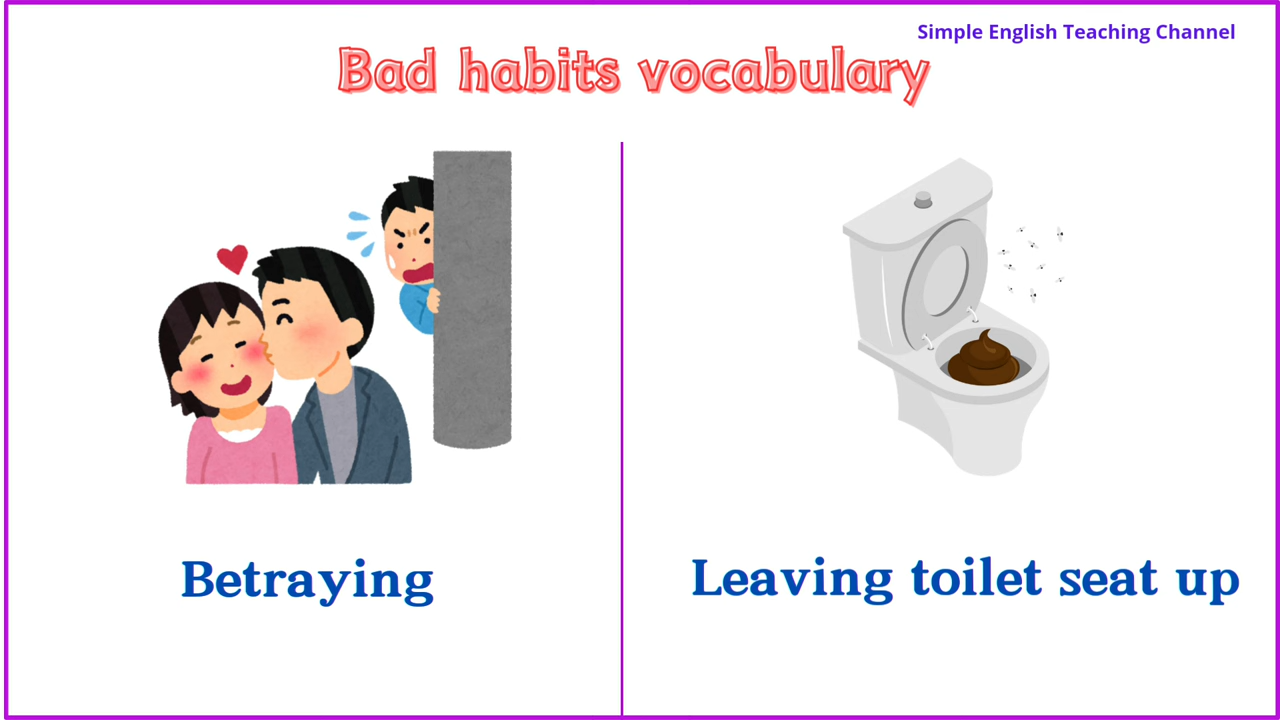 Simple English Teaching Channel
Bad habits vocabulary
Betraying
Leaving toilet seat up